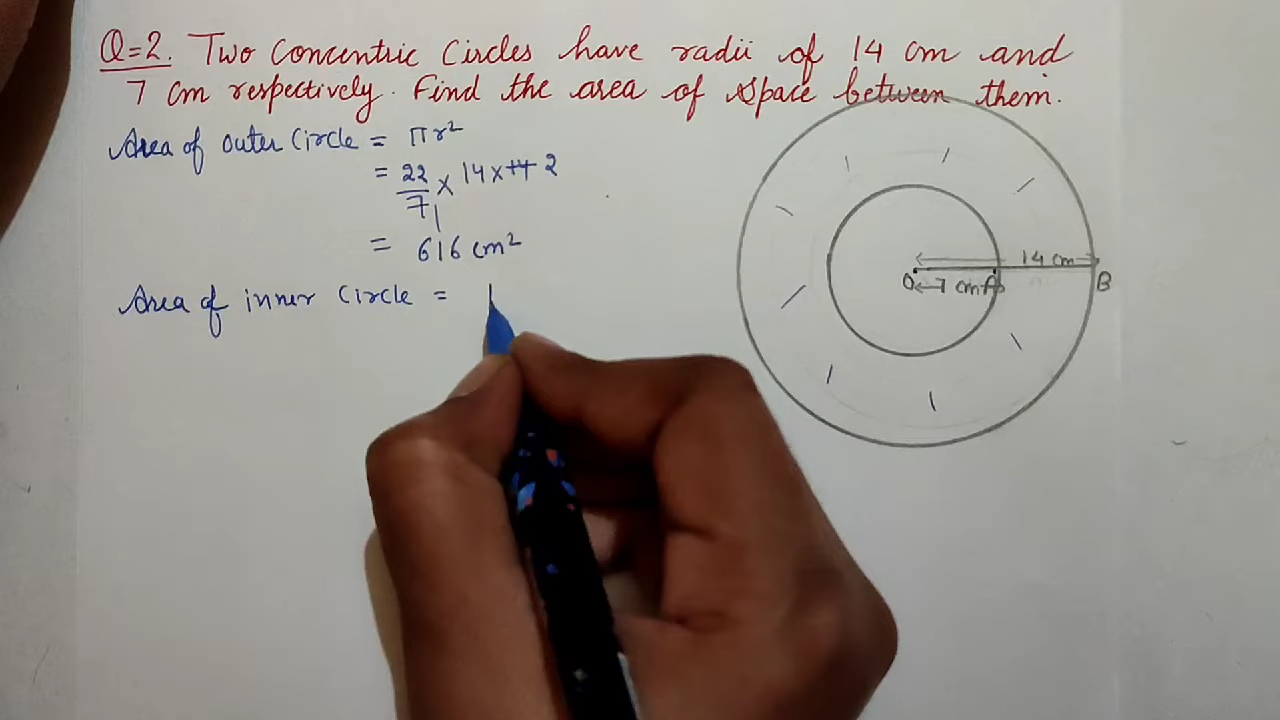 Q=2. Two Concentric Circles have radii of 14 cm and
7 cm respectively. Find the area of space between them.
Area of outer Circle = πr²
= 22/7 × 14×14 2
1
= 616 cm²
Area of inner Circle =
14 cm
O 7 cm A B